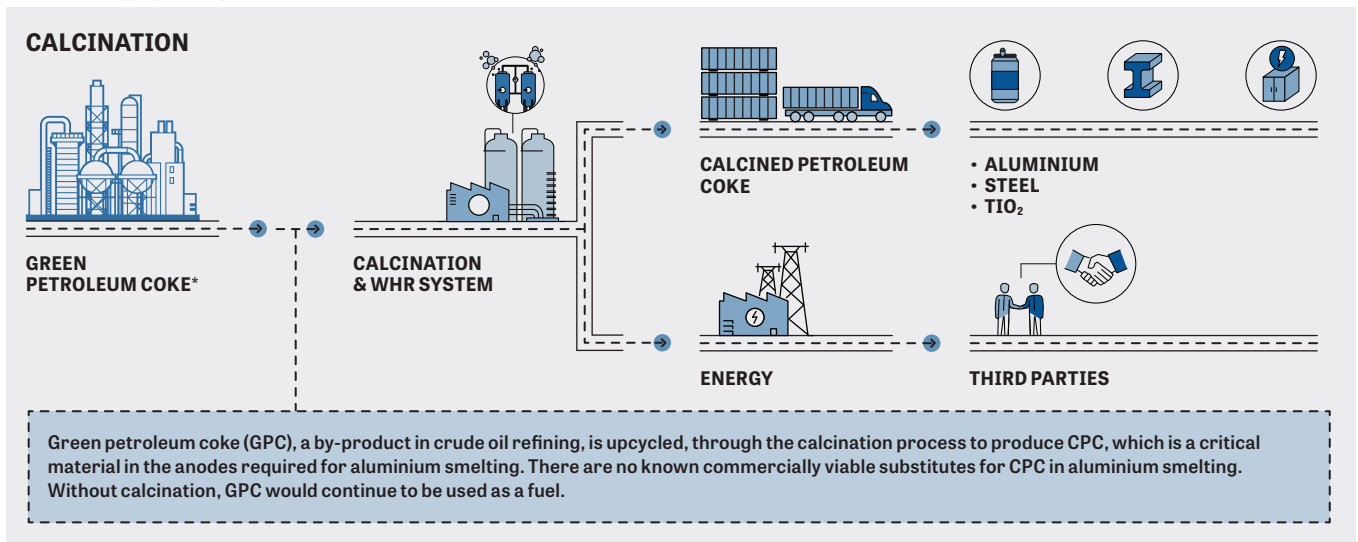 CALCINATION
GREEN
PETROLEUM COKE*
CALCINATION
& WHR SYSTEM
CALCINED PETROLEUM
COKE
• ALUMINIUM
• STEEL
• TIO₂
ENERGY
THIRD PARTIES
Green petroleum coke (GPC), a by-product in crude oil refining, is upcycled, through the calcination process to produce CPC, which is a critical
material in the anodes required for aluminium smelting. There are no known commercially viable substitutes for CPC in aluminium smelting.
Without calcination, GPC would continue to be used as a fuel.